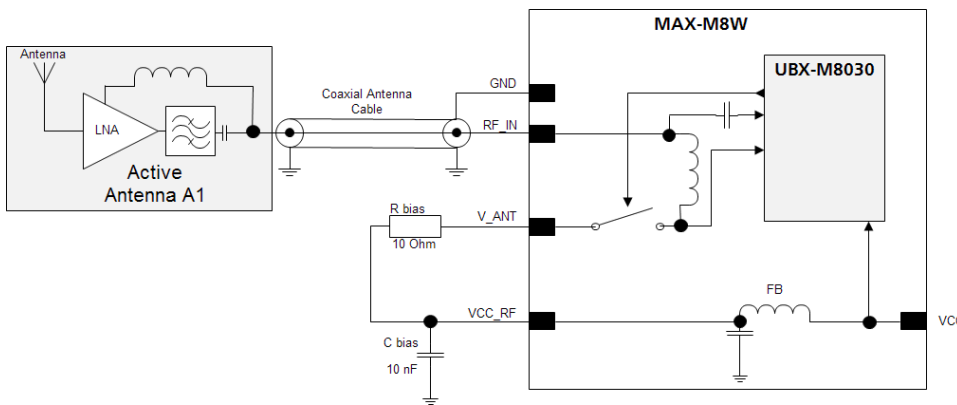 MAX-M8W
Antenna
UBX-M8030
GND
Coaxial Antenna
Cable
RF_IN
LNA
Active
Antenna A1
R bias
10 Ohm
V_ANT
FB
VCC_RF
C bias
10 nF